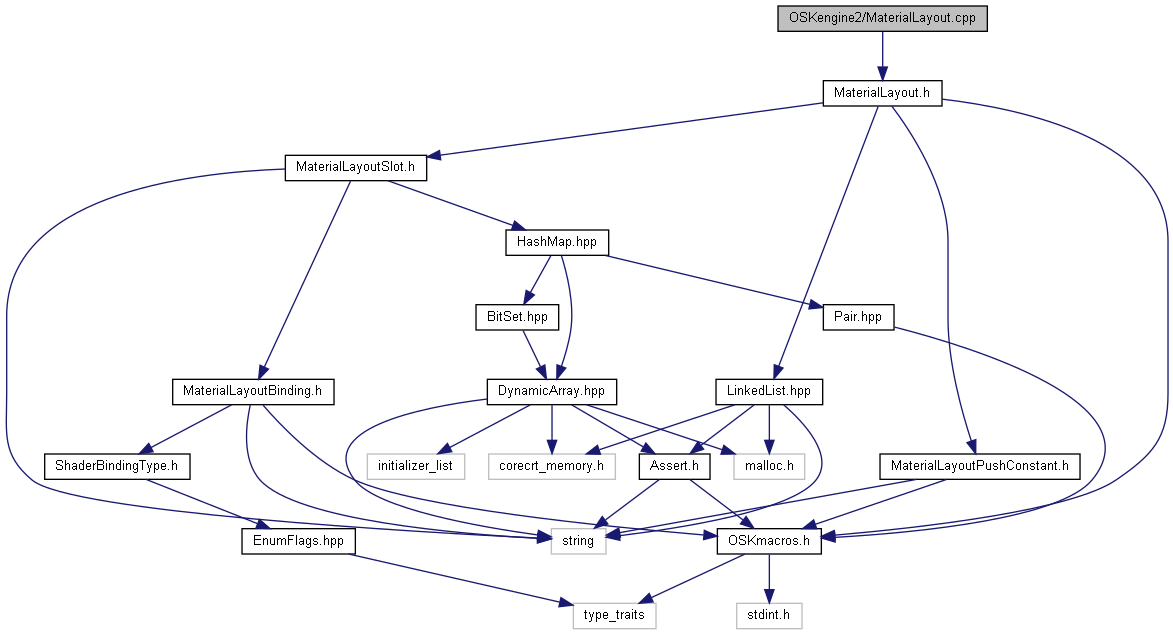 OSKengine2/MaterialLayout.cpp
MaterialLayout.h
MaterialLayoutSlot.h
HashMap.hpp
BitSet.hpp
Pair.hpp
MaterialLayoutBinding.h
DynamicArray.hpp
LinkedList.hpp
ShaderBindingType.h
initializer_list
corecrt_memory.h
Assert.h
malloc.h
MaterialLayoutPushConstant.h
EnumFlags.hpp
string
OSKmacros.h
type_traits
stdint.h